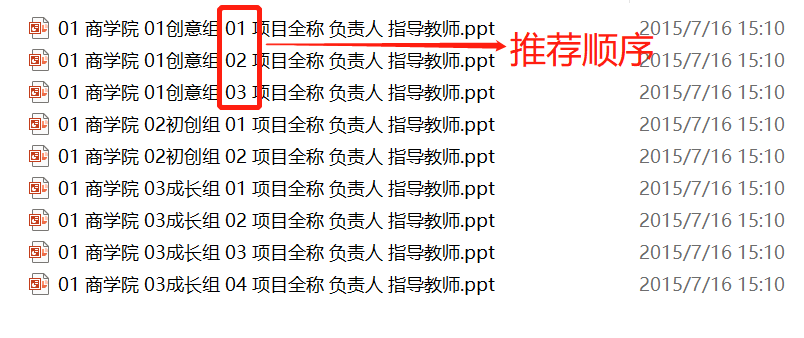 01 商学院 01创意组 01 项目全称 负责人 指导教师.ppt 2015/7/16 15:10
推荐顺序
01 商学院 01创意组 02 项目全称 负责人 指导教师.ppt 2015/7/16 15:10
01 商学院 01创意组 03 项目全称 负责人 指导教师.ppt 2015/7/16 15:10
01 商学院 02初创组 01 项目全称 负责人 指导教师.ppt 2015/7/16 15:10
01 商学院 02初创组 02 项目全称 负责人 指导教师.ppt 2015/7/16 15:10
01 商学院 03成长组 01 项目全称 负责人 指导教师.ppt 2015/7/16 15:10
01 商学院 03成长组 02 项目全称 负责人 指导教师.ppt 2015/7/16 15:10
01 商学院 03成长组 03 项目全称 负责人 指导教师.ppt 2015/7/16 15:10
01 商学院 03成长组 04 项目全称 负责人 指导教师.ppt 2015/7/16 15:10